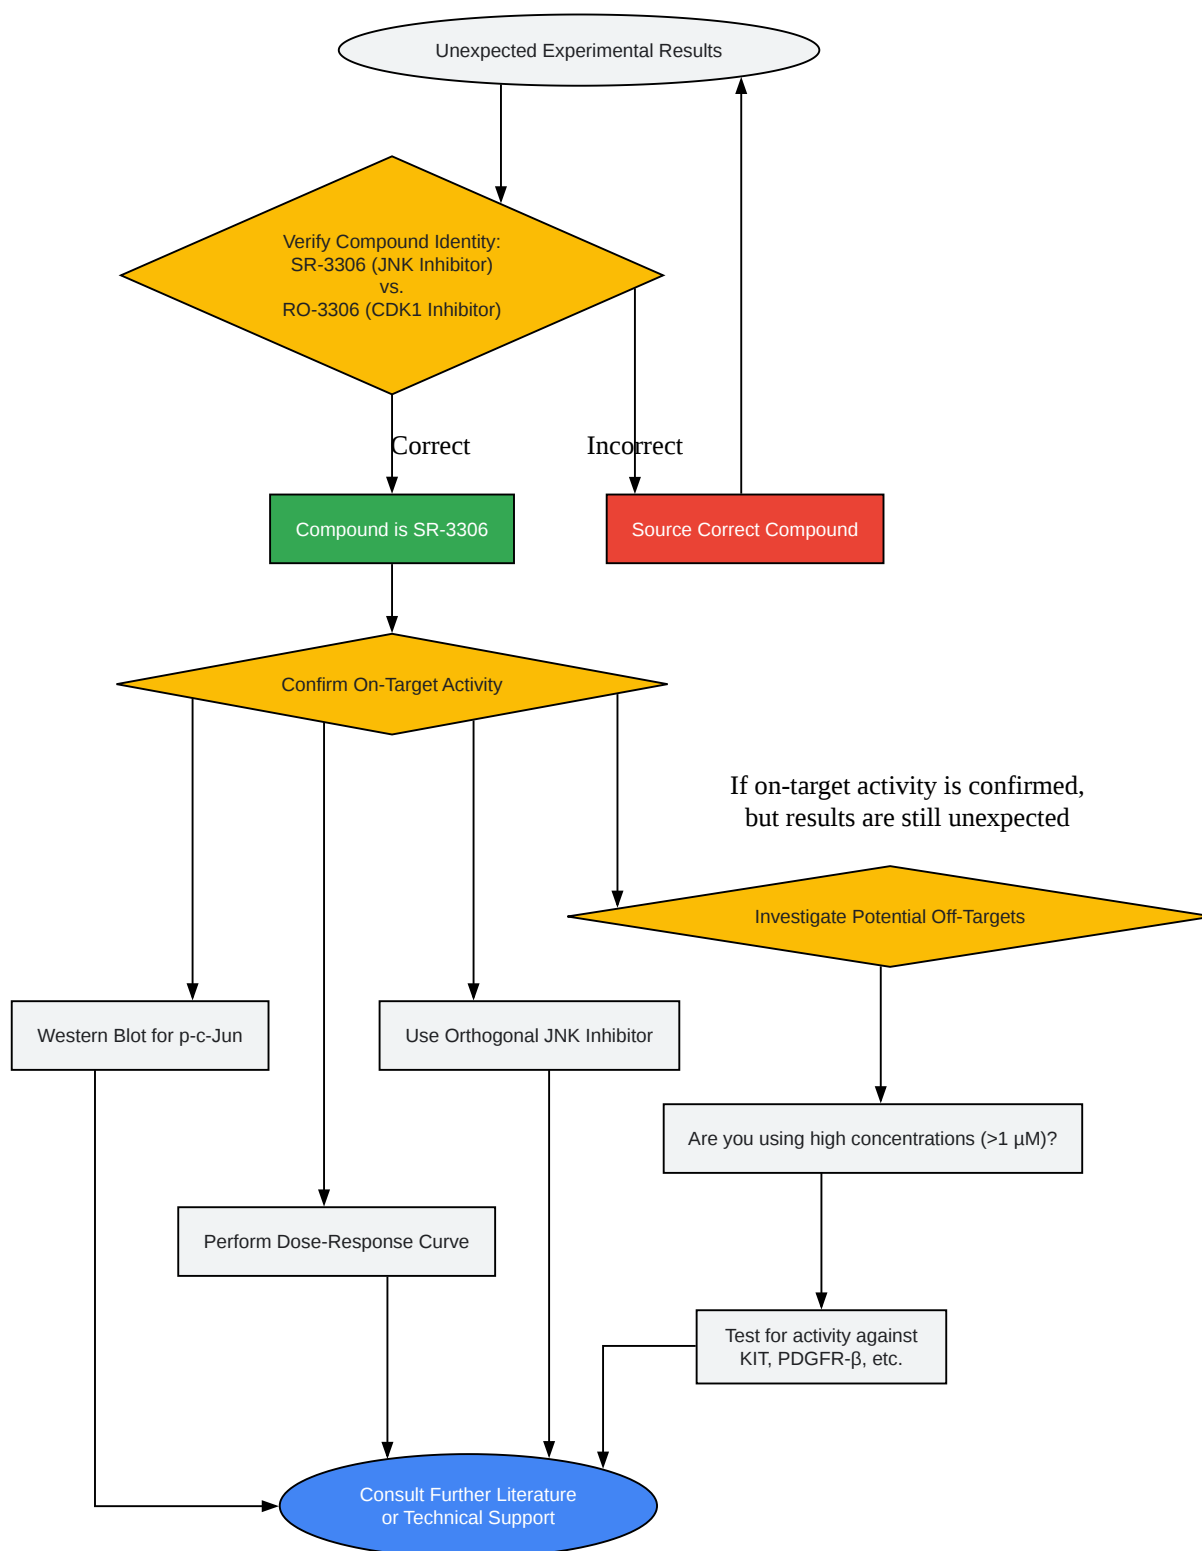 Unexpected Experimental Results
Verify Compound Identity:
SR-3306 (JNK Inhibitor)
vs.
RO-3306 (CDK1 Inhibitor)
Correct
Incorrect
Compound is SR-3306
Source Correct Compound
Confirm On-Target Activity
If on-target activity is confirmed,
but results are still unexpected
Investigate Potential Off-Targets
Western Blot for p-c-Jun
Use Orthogonal JNK Inhibitor
Are you using high concentrations (>1 µM)?
Perform Dose-Response Curve
Test for activity against
KIT, PDGFR-β, etc.
Consult Further Literature
or Technical Support